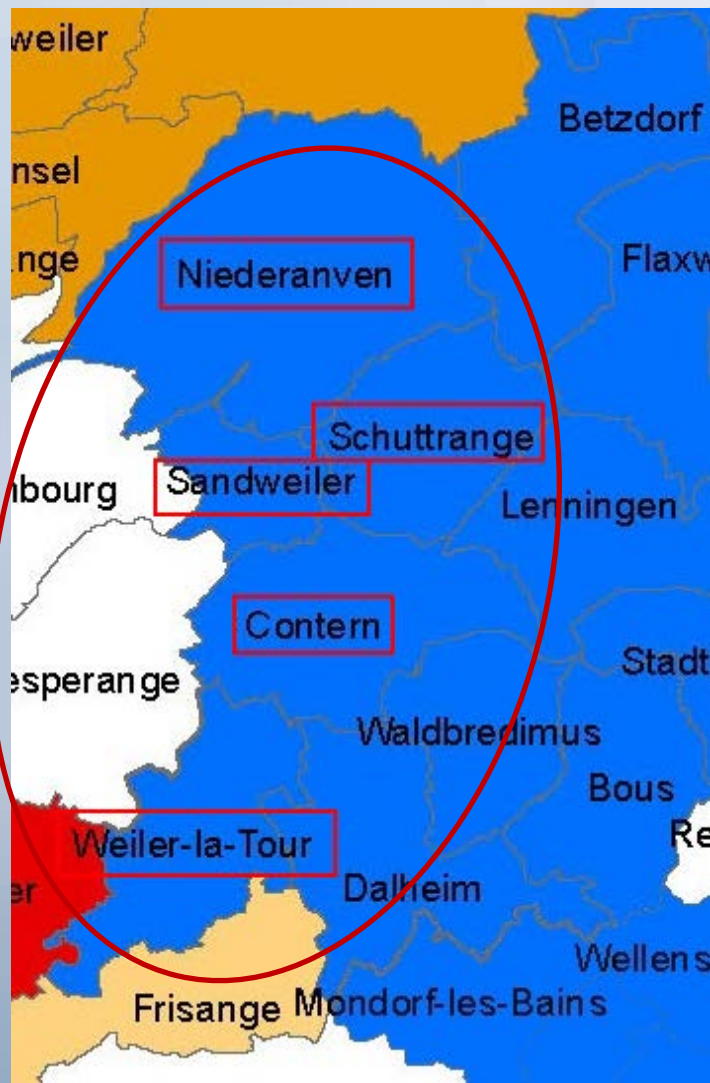 weiler
Betzdorf
nsel
nge
Flaxw
Niederanven
Schuttrange
Sandweiler
nbourg
Lenningen
Contern
esperange
Stadt
Waldbredimus
Bous
Re
Weiler-la-Tour
er
Dalheim
Wellens
Frisange
Mondorf-les-Bains